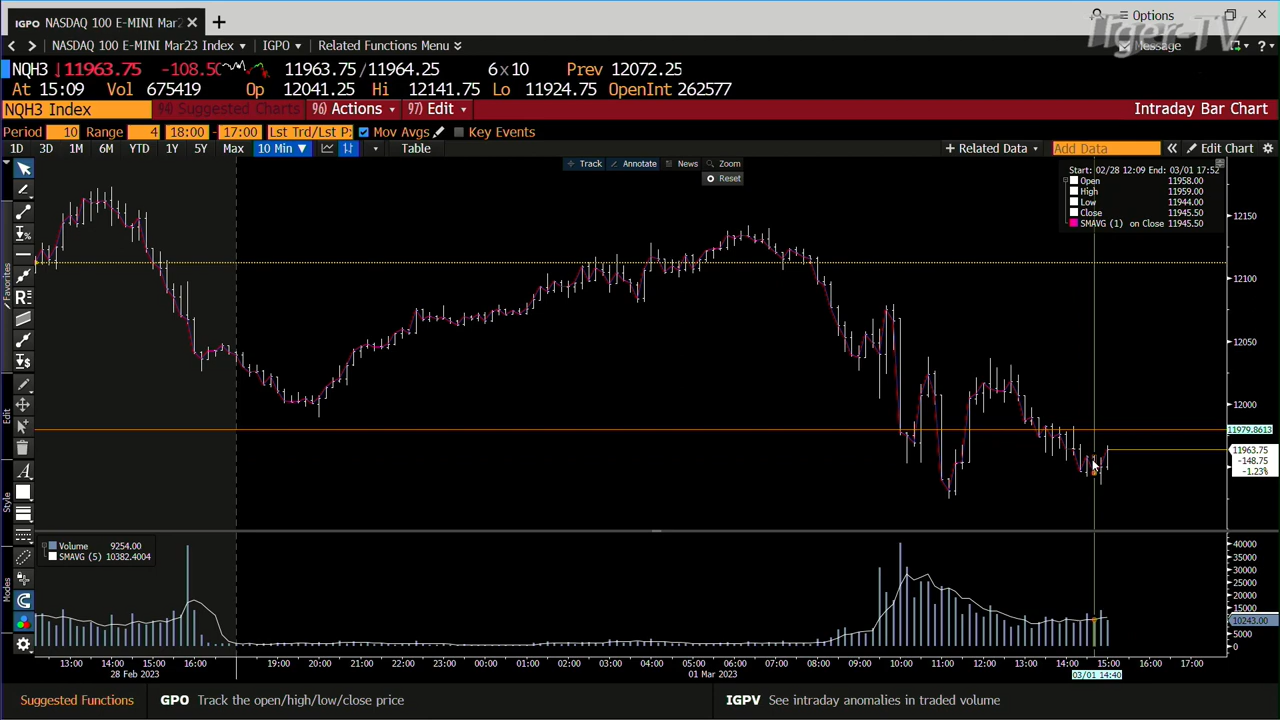 IGPO NASDAQ 100 E-MINI Mar2
Options
Tiger-TV
NASDAQ 100 E-MINI Mar23 Index IGPO Related Functions Menu Message
NQH3 11963.75 -108.50 11963.75/11964.25 6x10 Prev 12072.25
At 15:09 Vol 675419 Op 12041.25 Hi 12141.75 Lo 11924.75 OpenInt 262577
NQH3 Index 94) Suggested Charts 96) Actions 97) Edit Intraday Bar Chart
Period 10 Range 4 18:00 - 17:00 Lst Trd/Lst P Mov Avgs Key Events
1D 3D 1M 6M YTD 1Y 5Y Max 10 Min Table + Related Data Add Data Edit Chart
Track Annotate News Zoom
Reset
Start: 02/28 12:09 End: 03/01 17:52
Open 11958.00
High 11959.00
Low 11944.00
Close 11945.50
SMAVG (1) on Close 11945.50
12150
12100
12050
12000
11979.8613
11963.75
-148.75
-1.23%
Favorites
Edit
Style
Modes
Volume 9254.00
SMAVG (5) 10382.4004
40000
35000
30000
25000
20000
15000
10243.00
5000
0
13:00 14:00 15:00 16:00 19:00 20:00 21:00 22:00 23:00 00:00 01:00 02:00 03:00 04:00 05:00 06:00 07:00 08:00 09:00 10:00 11:00 12:00 13:00 14:00 15:00 16:00 17:00
28 Feb 2023 01 Mar 2023 03/01 14:40
Suggested Functions GPO Track the open/high/low/close price IGPV See intraday anomalies in traded volume